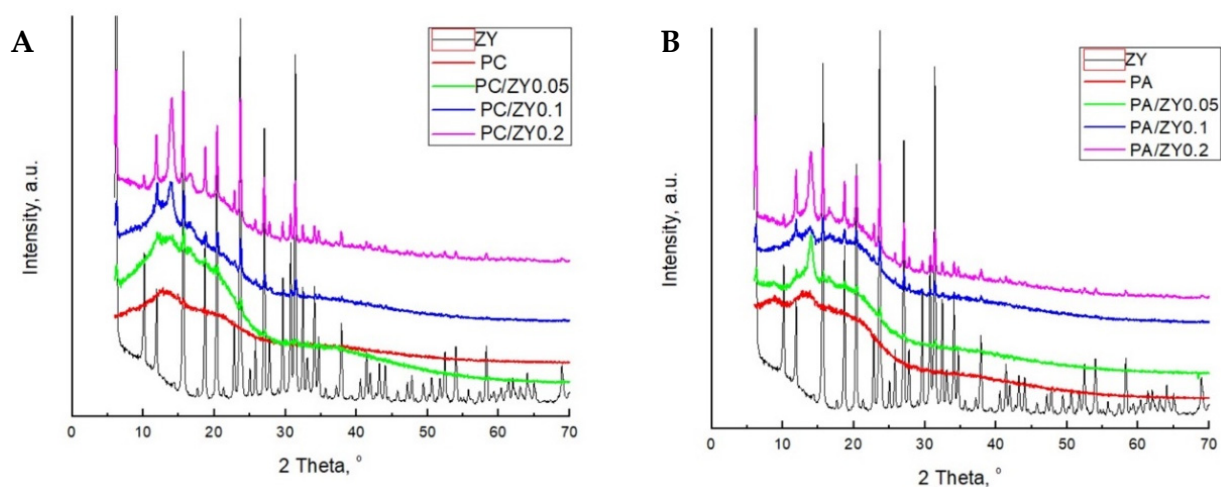 A
ZY
PC
PC/ZY0.05
PC/ZY0.1
PC/ZY0.2
Intensity, a.u.
0 10 20 30 40 50 60 70
2 Theta, °
B
ZY
PA
PA/ZY0.05
PA/ZY0.1
PA/ZY0.2
Intensity, a.u.
0 10 20 30 40 50 60 70
2 Theta, °